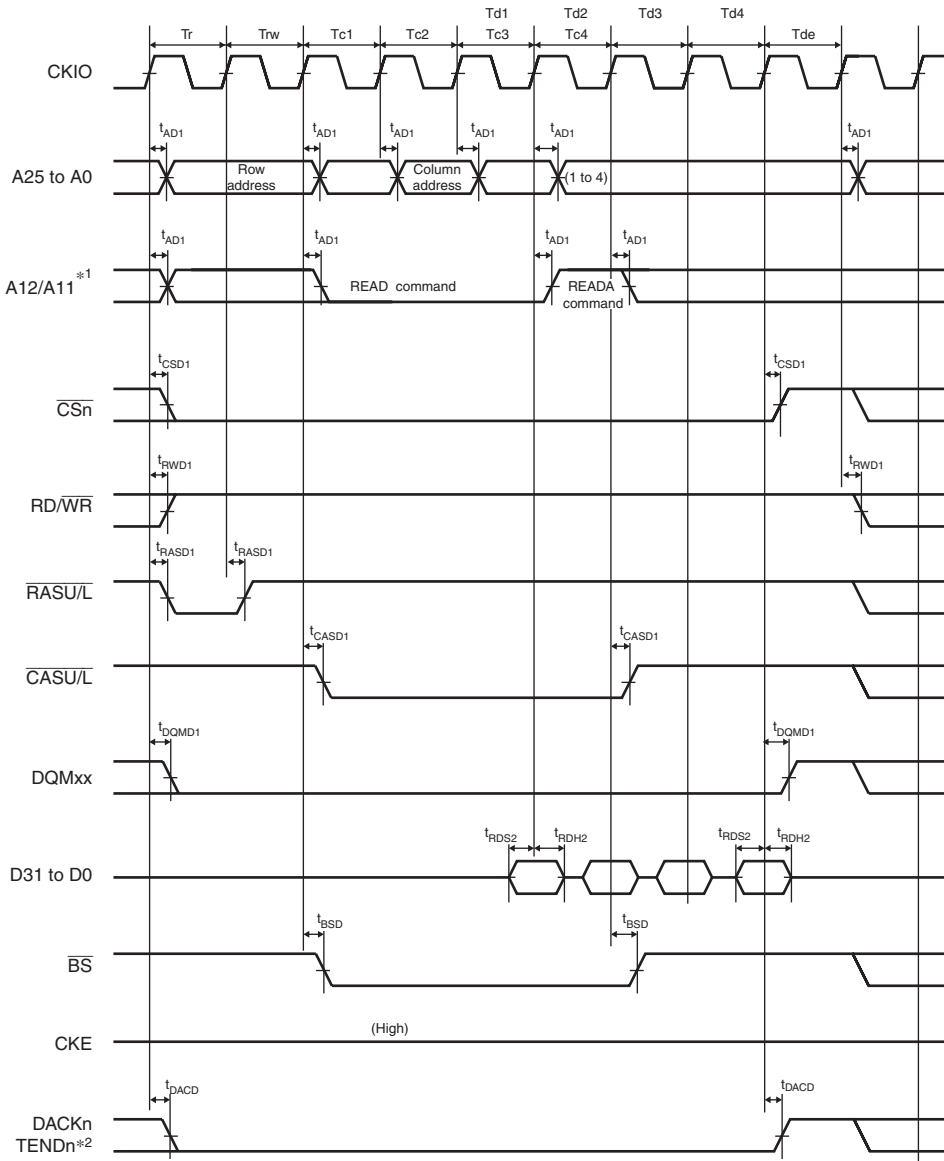 Td1 Td2 Td3 Td4
Tr Trw Tc1 Tc2 Tc3 Tc4 Tde
CKIO
tAD1 tAD1 tAD1 tAD1 tAD1 tAD1
A25 to A0 Row address Column address (1 to 4)
tAD1 tAD1 tAD1 tAD1
A12/A11*1 READ command READA command
tCSD1 tCSD1
CSn
tRWD1 tRWD1
RD/WR
tRASD1 tRASD1
RASU/L
tCASD1 tCASD1
CASU/L
tDQMD1 tDQMD1
DQMxx
tRDS2 tRDH2 tRDS2 tRDH2
D31 to D0
tBSD tBSD
BS
(High)
CKE
tDACD tDACD
DACKn
TENDn*2